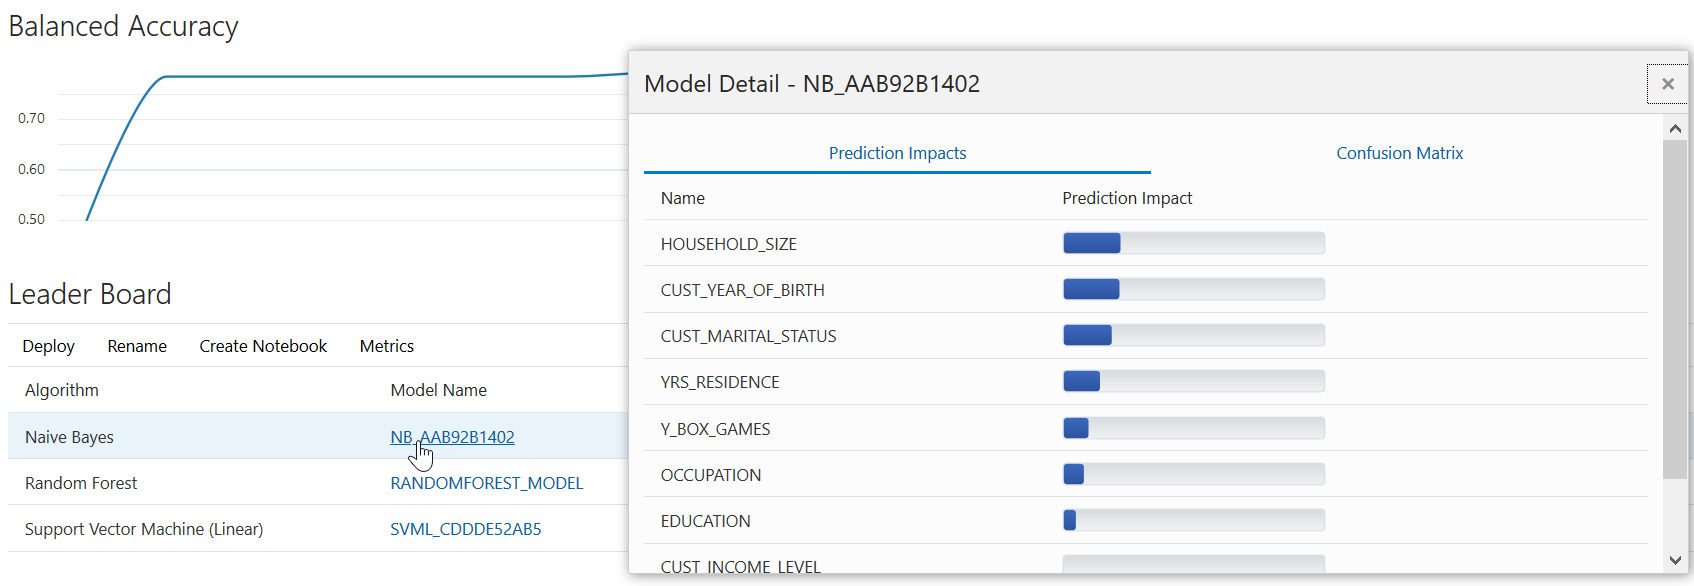 Balanced Accuracy
0.70
0.60
0.50
Leader Board
Deploy Rename Create Notebook Metrics
Algorithm Model Name
Naive Bayes NB_AAB92B1402
Random Forest RANDOMFOREST_MODEL
Support Vector Machine (Linear) SVML_CDDDE52AB5
Model Detail - NB_AAB92B1402
Prediction Impacts Confusion Matrix
Name Prediction Impact
HOUSEHOLD_SIZE
CUST_YEAR_OF_BIRTH
CUST_MARITAL_STATUS
YRS_RESIDENCE
Y_BOX_GAMES
OCCUPATION
EDUCATION
CUST_INCOME_LEVEL